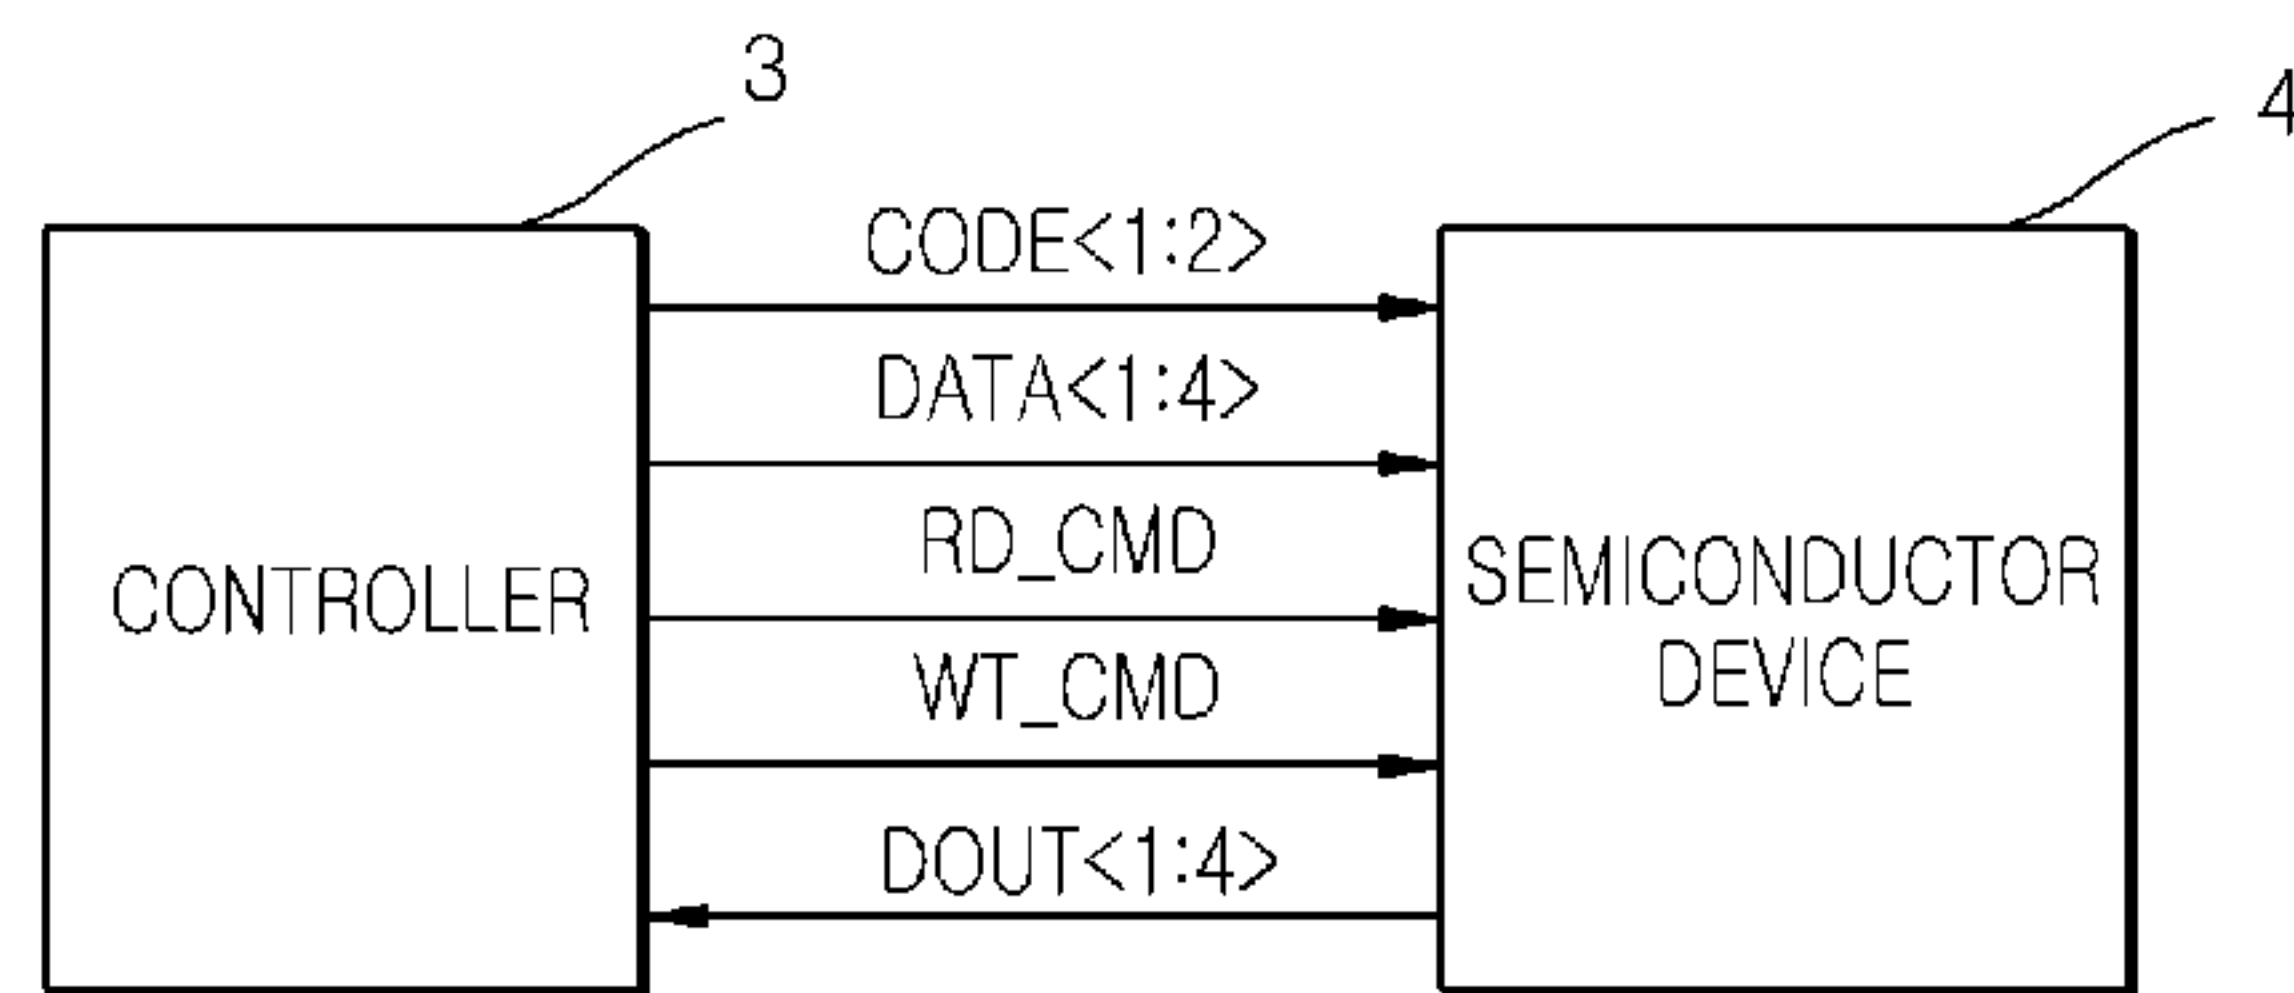 3
4
CODE<1:2>
DATA<1:4>
RD_CMD
WT_CMD
DOUT<1:4>
CONTROLLER
SEMICONDUCTOR
DEVICE